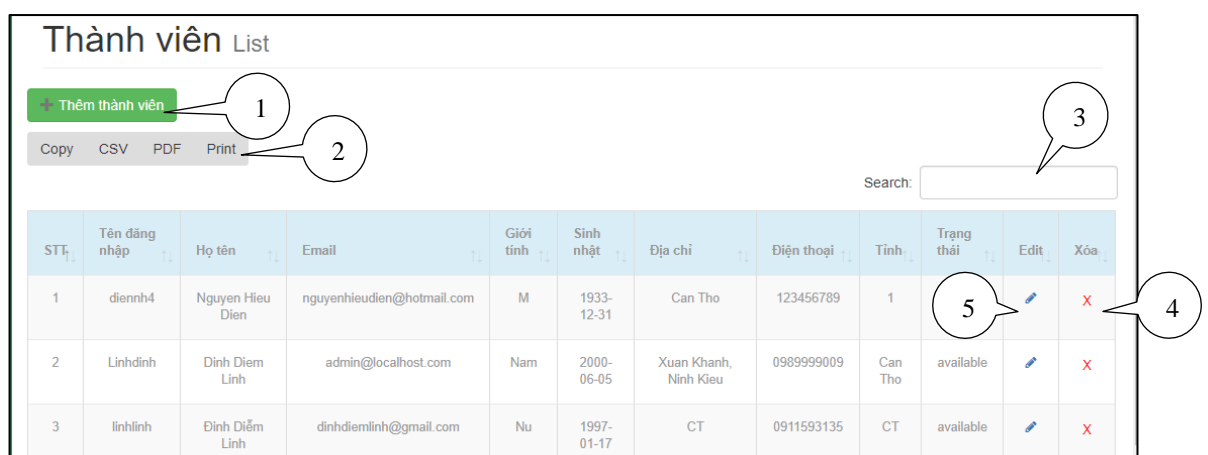 Thành viên List
Thêm thành viên
1
Copy CSV PDF Print
2
3
Search:
STT Tên đăng nhập Họ tên Email Giới tính Sinh nhật Địa chỉ Điện thoại Tỉnh Trạng thái Edit Xóa
1 diennh4 Nguyen Hieu Dien nguyenhieudien@hotmail.com M 1933-12-31 Can Tho 123456789 1 X
5
4
2 Linhdinh Dinh Diem Linh admin@localhost.com Nam 2000-06-05 Xuan Khanh, Ninh Kieu 0989999009 Can Tho available X
3 linhlinh Đinh Diễm Linh dinhdiemlinh@gmail.com Nu 1997-01-17 CT 0911593135 CT available X